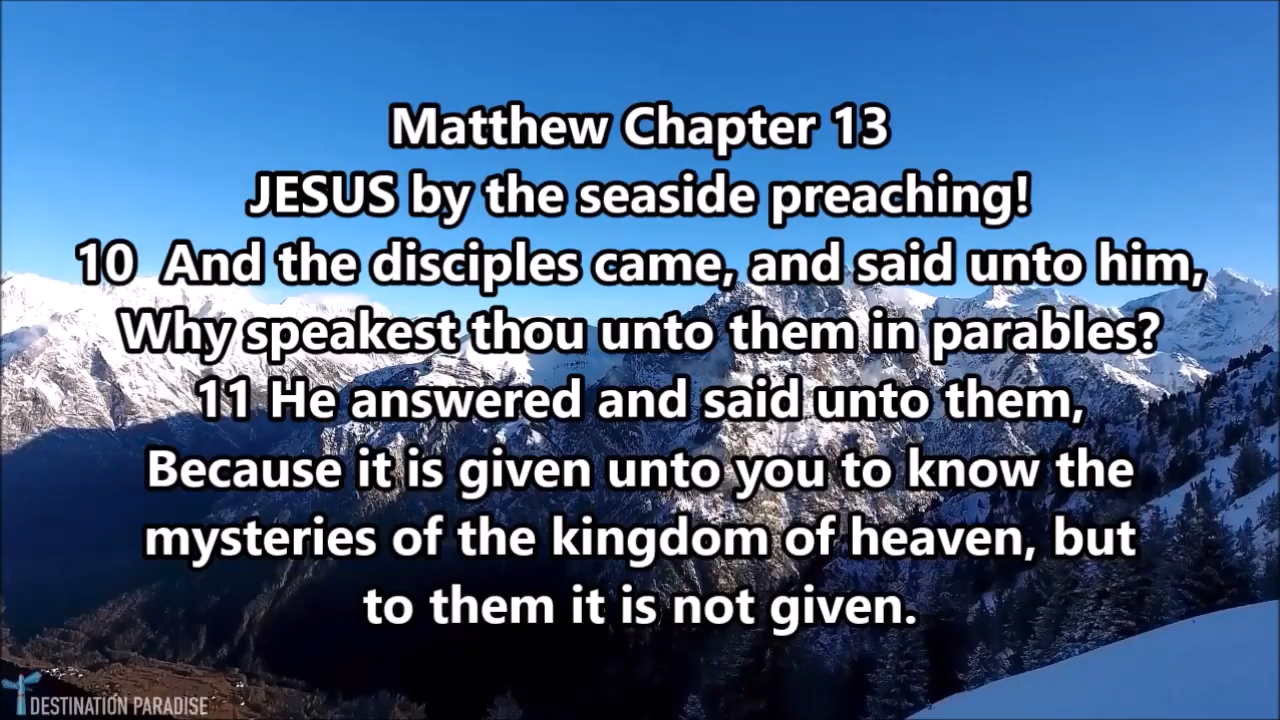 Matthew Chapter 13
JESUS by the seaside preaching!
10 And the disciples came, and said unto him,
Why speakest thou unto them in parables?
11 He answered and said unto them,
Because it is given unto you to know the
mysteries of the kingdom of heaven, but
to them it is not given.
DESTINATION PARADISE